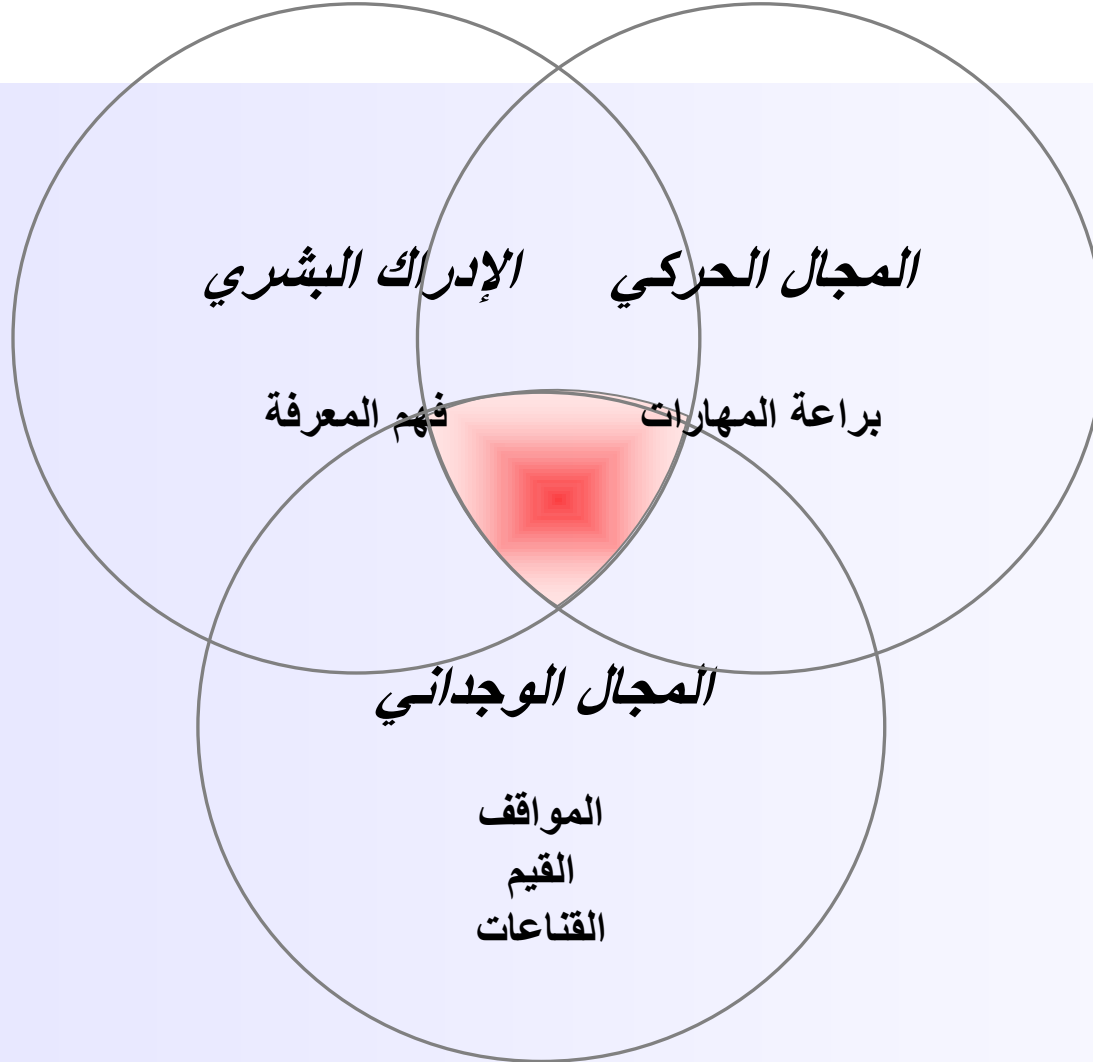 المجال الحركي
براعة المهارات
الإدراك البشري
فهم المعرفة
المجال الوجداني
المواقف
القيم
القناعات